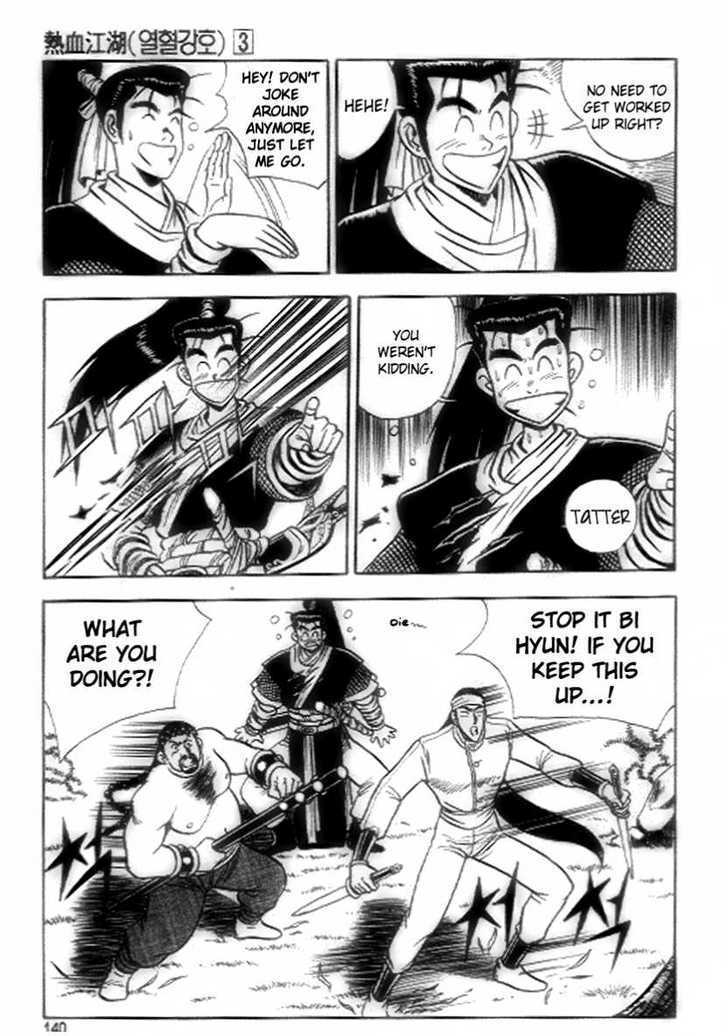 熱血江湖(열혈강호) 3
HEY! DON'T
JOKE
AROUND
ANYMORE,
JUST LET
ME GO.
HEHE!
NO NEED TO
GET WORKED
UP RIGHT?
YOU
WEREN'T
KIDDING.
TATTER
WHAT
ARE YOU
DOING?!
Die~
STOP IT BI
HYUN! IF YOU
KEEP THIS
UP...!
140